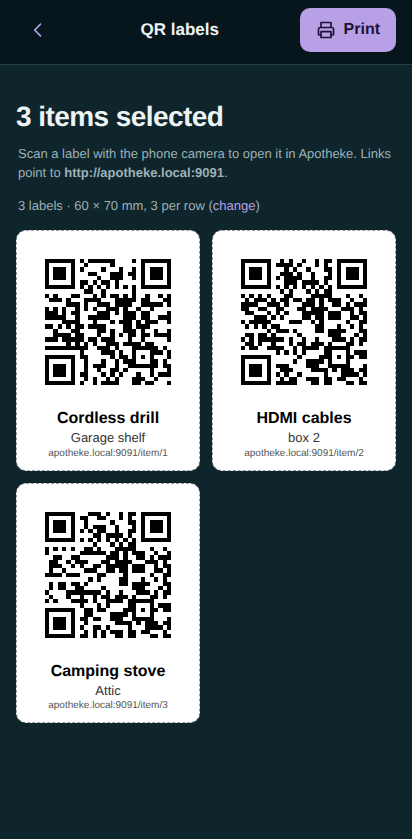 QR labels
Print
3 items selected
Scan a label with the phone camera to open it in Apotheke. Links
point to http://apotheke.local:9091.
3 labels · 60 × 70 mm, 3 per row (change)
Cordless drill
Garage shelf
apotheke.local:9091/item/1
HDMI cables
box 2
apotheke.local:9091/item/2
Camping stove
Attic
apotheke.local:9091/item/3